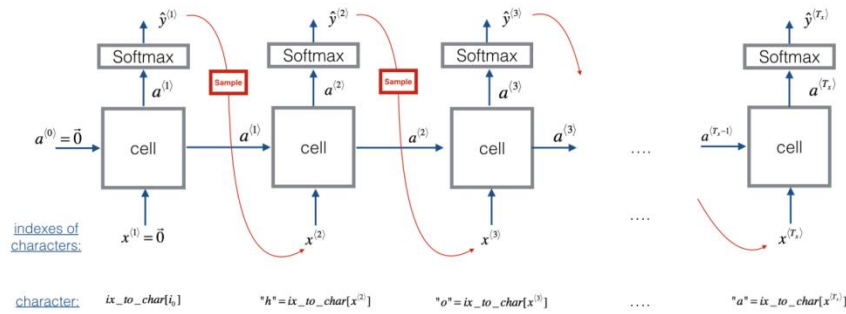 ŷ⟨1⟩ ŷ⟨2⟩ ŷ⟨3⟩ ŷ⟨Tₓ⟩
Softmax Softmax Softmax Softmax
Sample Sample
a⟨1⟩ a⟨2⟩ a⟨3⟩ a⟨Tₓ⟩
a⟨0⟩ = 0⃗ cell a⟨1⟩ cell a⟨2⟩ cell a⟨3⟩ .... a⟨Tₓ-1⟩ cell
indexes of
characters: x⟨1⟩ = 0⃗ x⟨2⟩ x⟨3⟩ .... x⟨Tₓ⟩
character: ix_to_char[i₀] "h" = ix_to_char[x⟨2⟩] "o" = ix_to_char[x⟨3⟩] .... "a" = ix_to_char[x⟨Tₓ⟩]